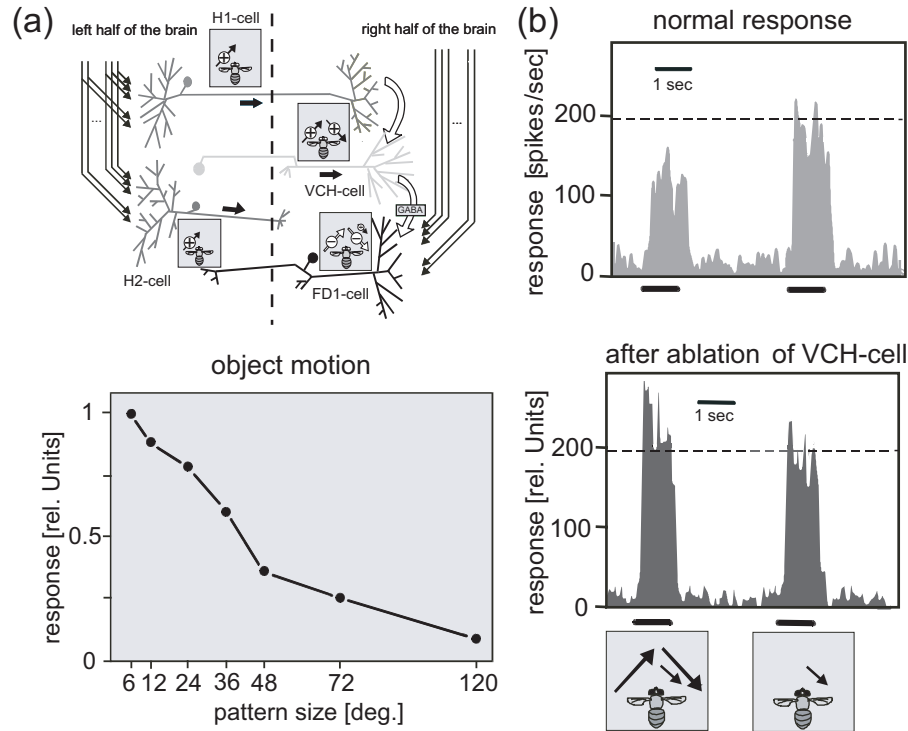 (a)
H1-cell
left half of the brain
right half of the brain
...
...
VCH-cell
GABA
H2-cell
FD1-cell
object motion
response [rel. Units]
1
0.5
0
6 12 24 36 48 72 120
pattern size [deg.]
(b)
normal response
response [spikes/sec]
1 sec
200
100
0
after ablation of VCH-cell
response [rel. Units]
1 sec
200
100
0